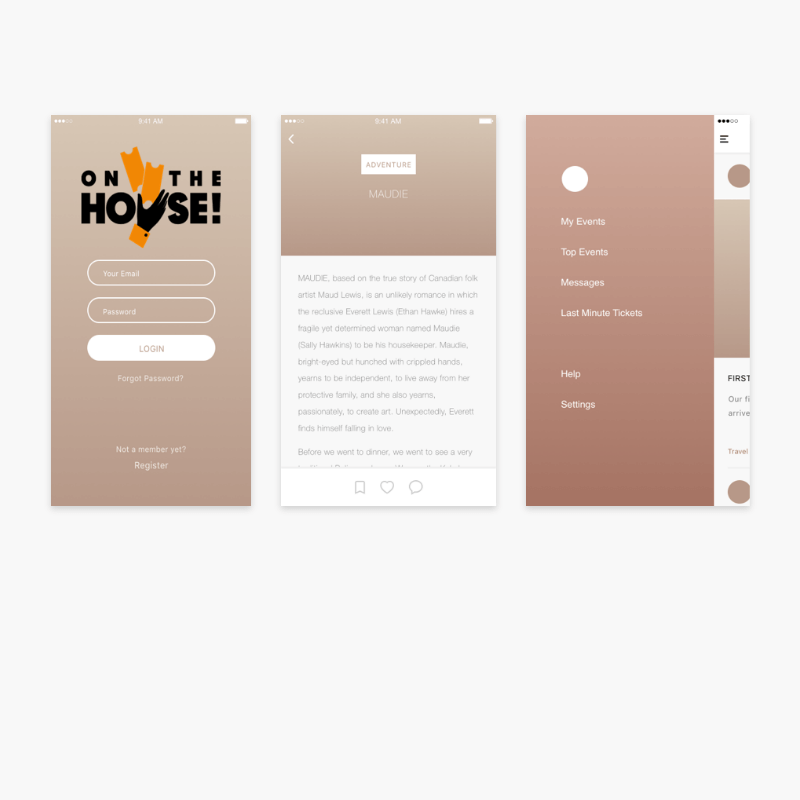 9:41 AM
ON THE
HOUSE!
Your Email
Password
LOGIN
Forgot Password?
Not a member yet?
Register
9:41 AM
ADVENTURE
MAUDIE
MAUDIE, based on the true story of Canadian folk
artist Maud Lewis, is an unlikely romance in which
the reclusive Everett Lewis (Ethan Hawke) hires a
fragile yet determined woman named Maudie
(Sally Hawkins) to be his housekeeper. Maudie,
bright-eyed but hunched with crippled hands,
yearns to be independent, to live away from her
protective family, and she also yearns,
passionately, to create art. Unexpectedly, Everett
finds himself falling in love.
Before we went to dinner, we went to see a very
My Events
Top Events
Messages
Last Minute Tickets
Help
Settings
FIRST
Our fi
arrive
Travel